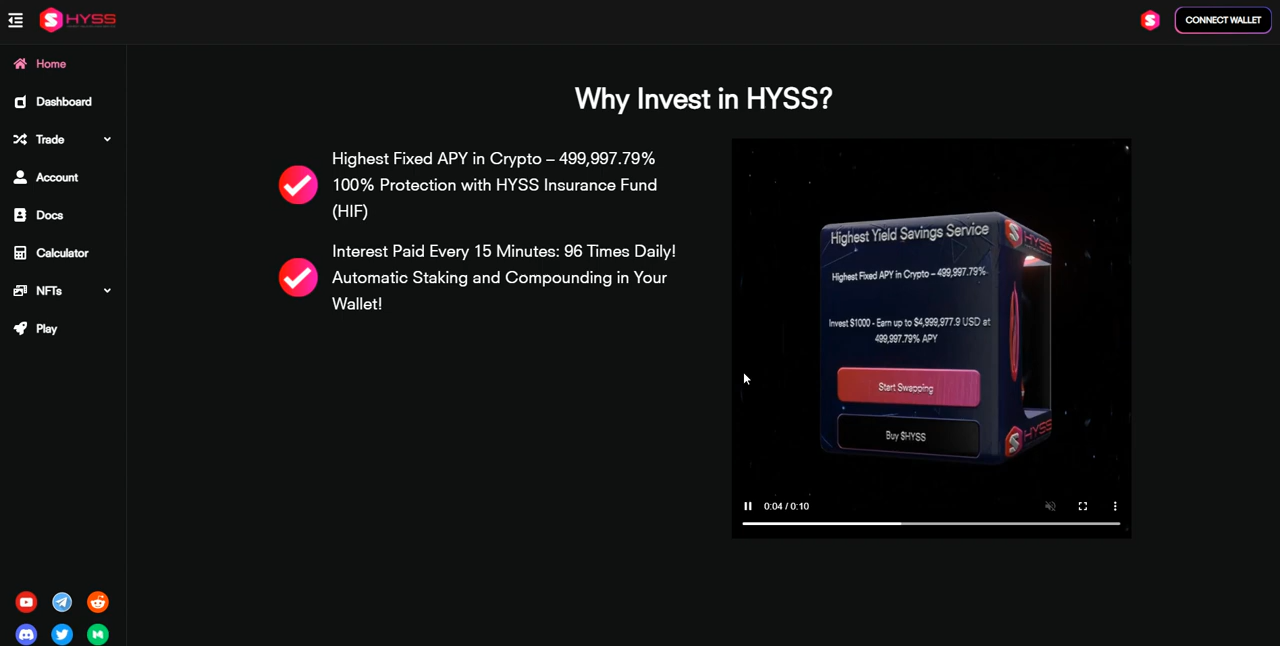 HYSS
CONNECT WALLET
Home
Dashboard
Trade
Account
Docs
Calculator
NFTs
Play
Why Invest in HYSS?
Highest Fixed APY in Crypto – 499,997.79%
100% Protection with HYSS Insurance Fund
(HIF)
Interest Paid Every 15 Minutes: 96 Times Daily!
Automatic Staking and Compounding in Your
Wallet!
Highest Yield Savings Service
Highest Fixed APY in Crypto – 499,997.79%
Invest $1000 - Earn up to $4,999,977.9 USD at
499,997.79% APY
Start Swapping
Buy $HYSS
HYSS
HYSS
0:04 / 0:10